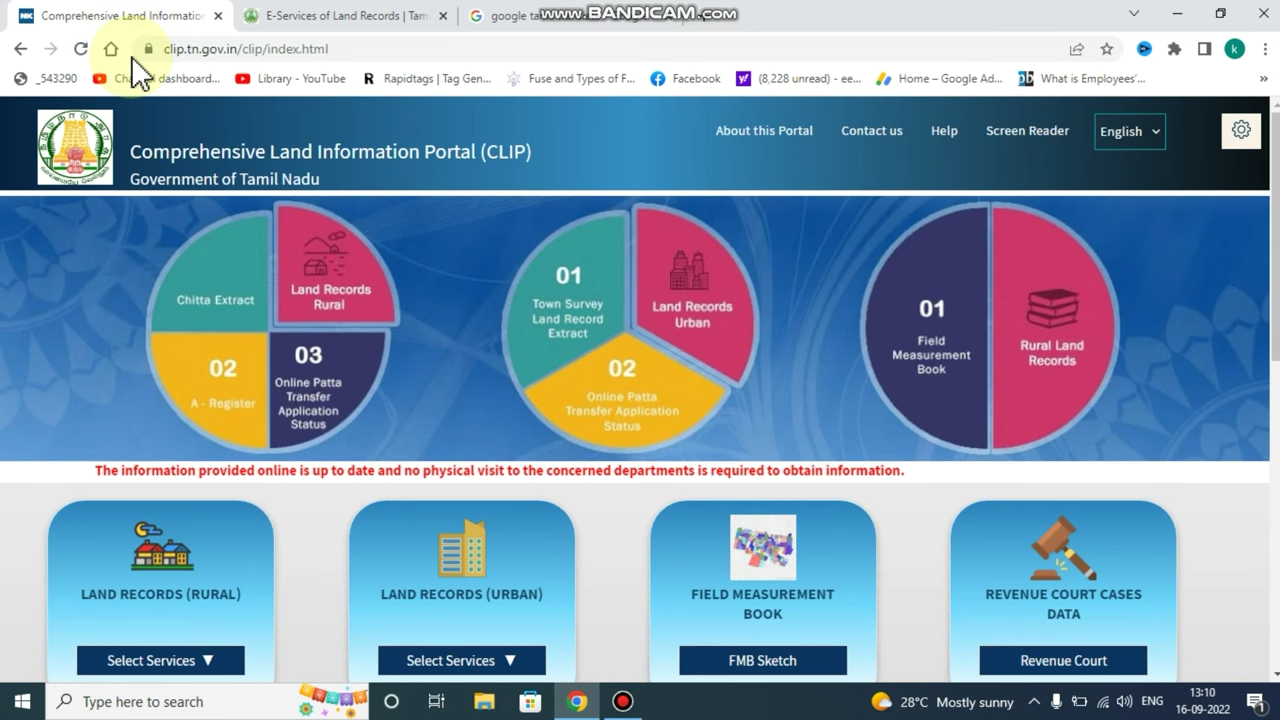 Comprehensive Land Information
E-Services of Land Records | Tami
google ta
www.BANDICAM.com
clip.tn.gov.in/clip/index.html
_543290
dashboard...
Library - YouTube
Rapidtags | Tag Gen...
Fuse and Types of F...
Facebook
(8,228 unread) - ee...
Home – Google Ad...
What is Employees'...
»
About this Portal
Contact us
Help
Screen Reader
English
Comprehensive Land Information Portal (CLIP)
Government of Tamil Nadu
Chitta Extract
Land Records
Rural
02
A - Register
03
Online Patta
Transfer
Application
Status
01
Town Survey
Land Record
Extract
Land Records
Urban
02
Online Patta
Transfer Application
Status
01
Field
Measurement
Book
Rural Land
Records
The information provided online is up to date and no physical visit to the concerned departments is required to obtain information.
LAND RECORDS (RURAL)
Select Services ▼
LAND RECORDS (URBAN)
Select Services ▼
FIELD MEASUREMENT
BOOK
FMB Sketch
REVENUE COURT CASES
DATA
Revenue Court
Type here to search
28°C Mostly sunny
ENG
13:10
16-09-2022